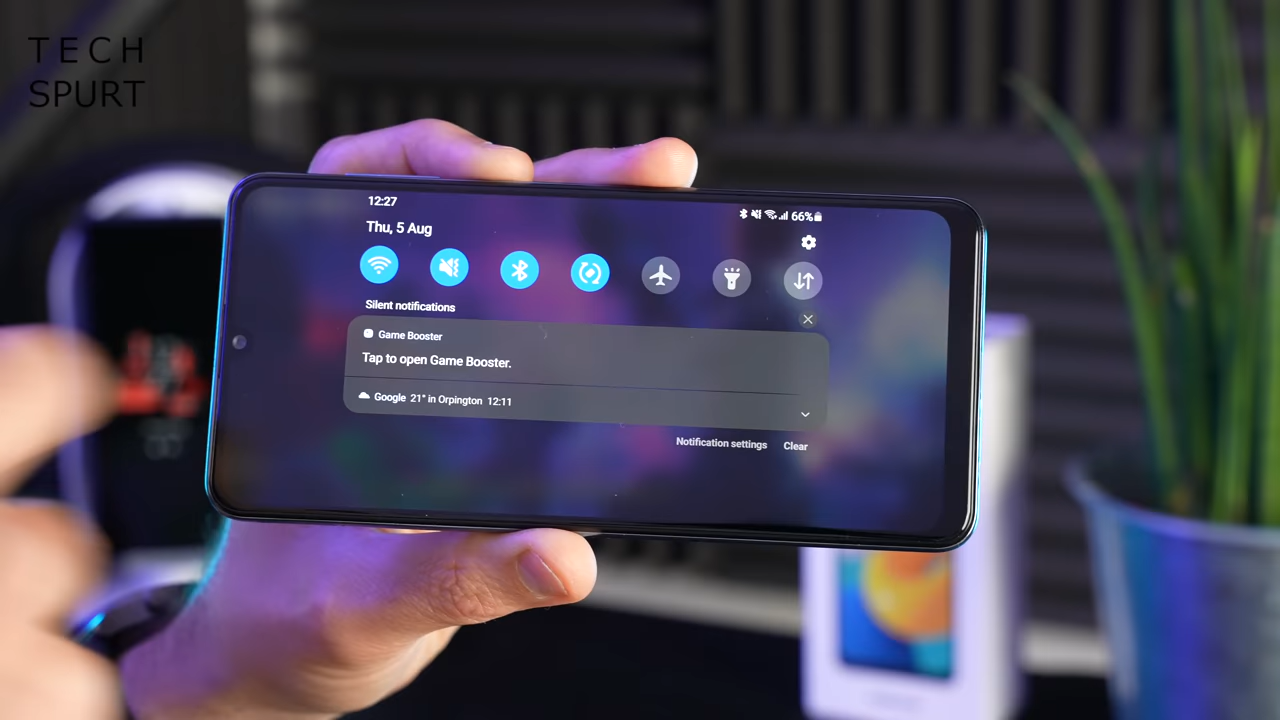 TECH
SPURT
12:27
66%
Thu, 5 Aug
Silent notifications
Game Booster
Tap to open Game Booster.
Google 21° in Orpington 12:11
Notification settings Clear